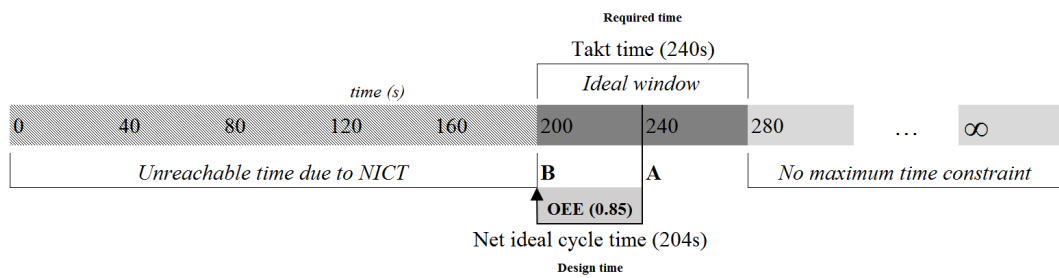 Required time
Takt time (240s)
time (s) Ideal window
0 40 80 120 160 200 240 280 … ∞
Unreachable time due to NICT B A No maximum time constraint
OEE (0.85)
Net ideal cycle time (204s)
Design time